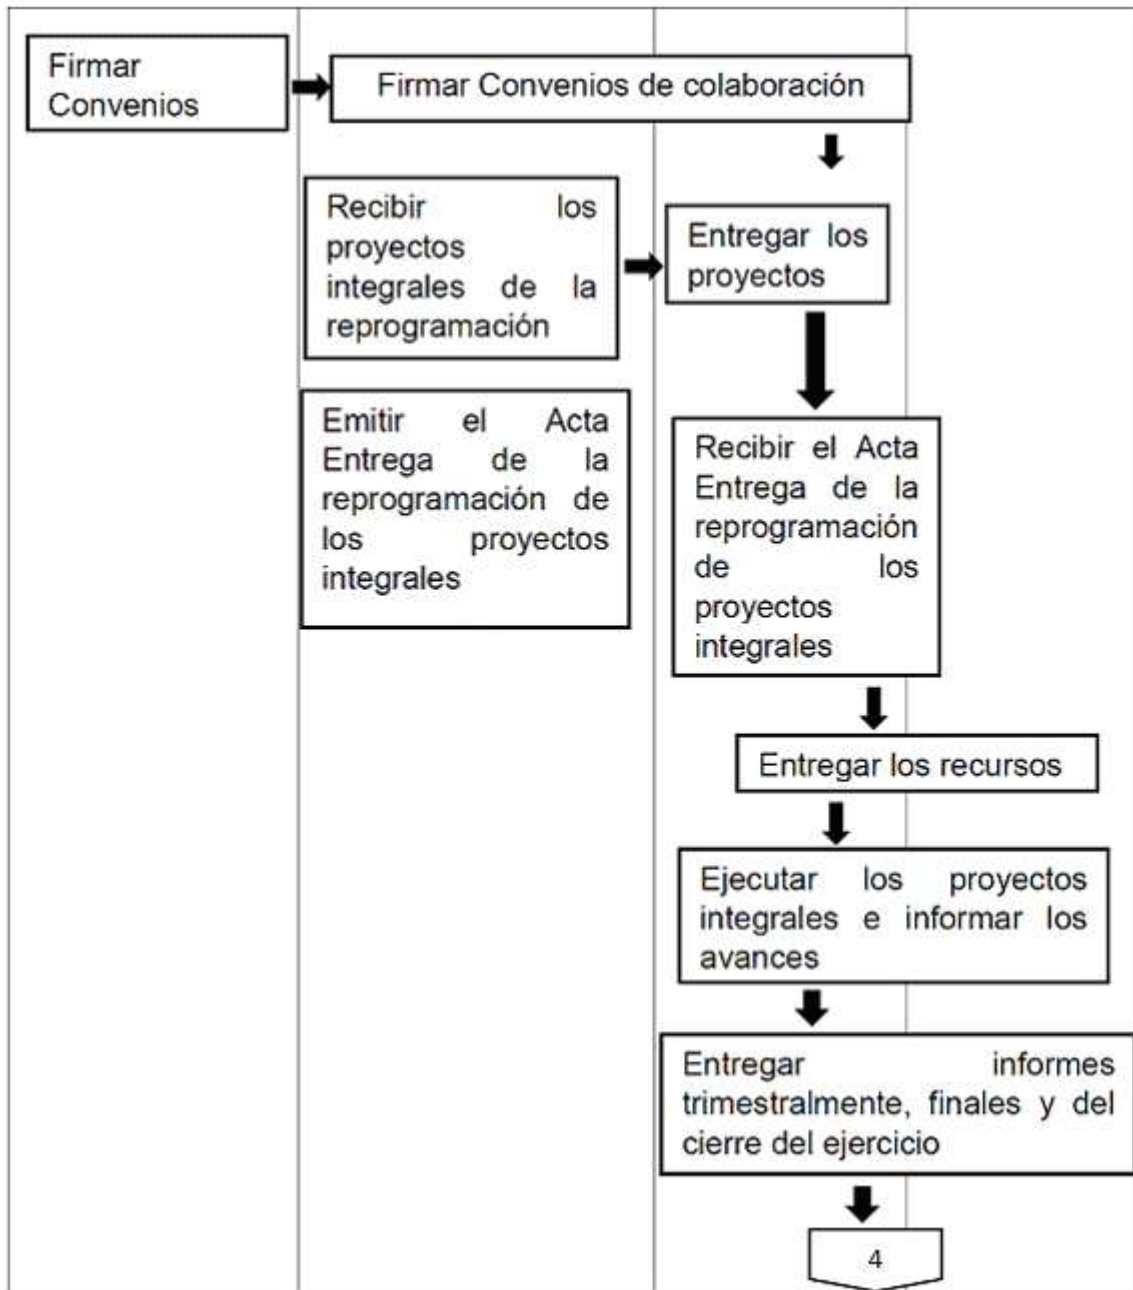 Firmar
Convenios
Firmar Convenios de colaboración
Recibir los
proyectos
integrales de la
reprogramación
Entregar los
proyectos
Emitir el Acta
Entrega de la
reprogramación de
los proyectos
integrales
Recibir el Acta
Entrega de la
reprogramación
de los
proyectos
integrales
Entregar los recursos
Ejecutar los proyectos
integrales e informar los
avances
Entregar informes
trimestralmente, finales y del
cierre del ejercicio
4